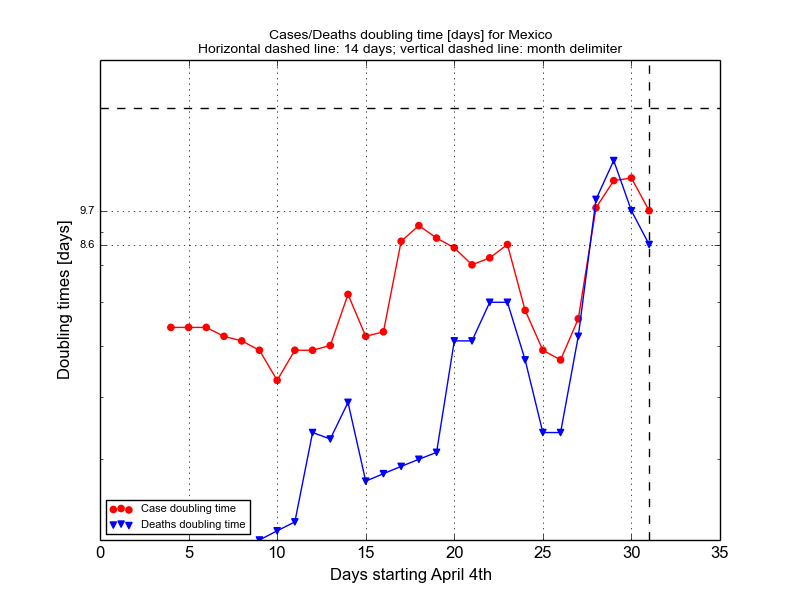 Cases/Deaths doubling time [days] for Mexico
Horizontal dashed line: 14 days; vertical dashed line: month delimiter
Doubling times [days]
9.7
8.6
Case doubling time
Deaths doubling time
0 5 10 15 20 25 30 35
Days starting April 4th